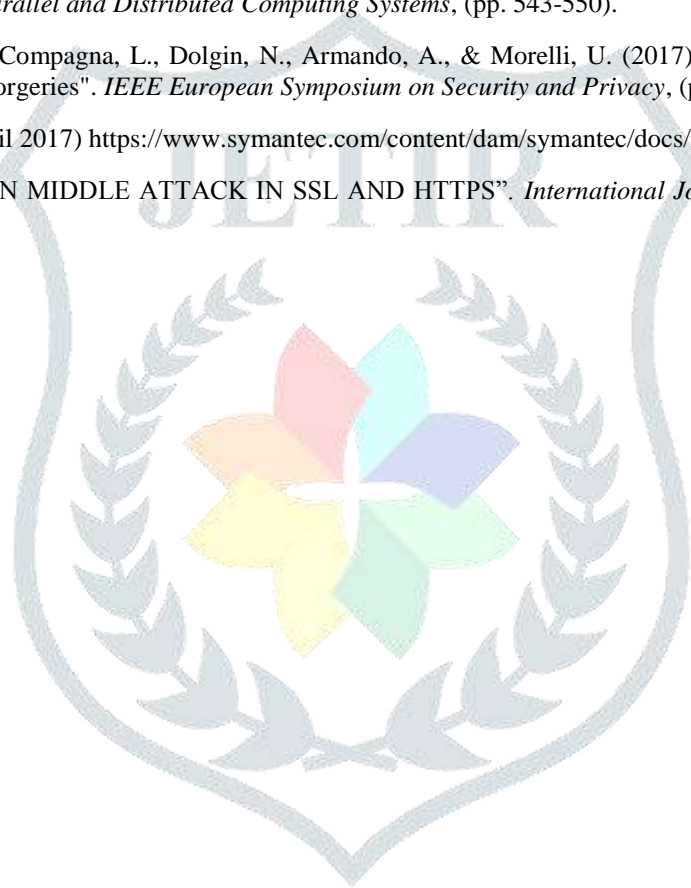 rallel and Distributed Computing Systems, (pp. 543-550).
Compagna, L., Dolgin, N., Armando, A., & Morelli, U. (2017)
orgeries". IEEE European Symposium on Security and Privacy, (p
il 2017) https://www.symantec.com/content/dam/symantec/docs/
N MIDDLE ATTACK IN SSL AND HTTPS”. International Jo
JETIR